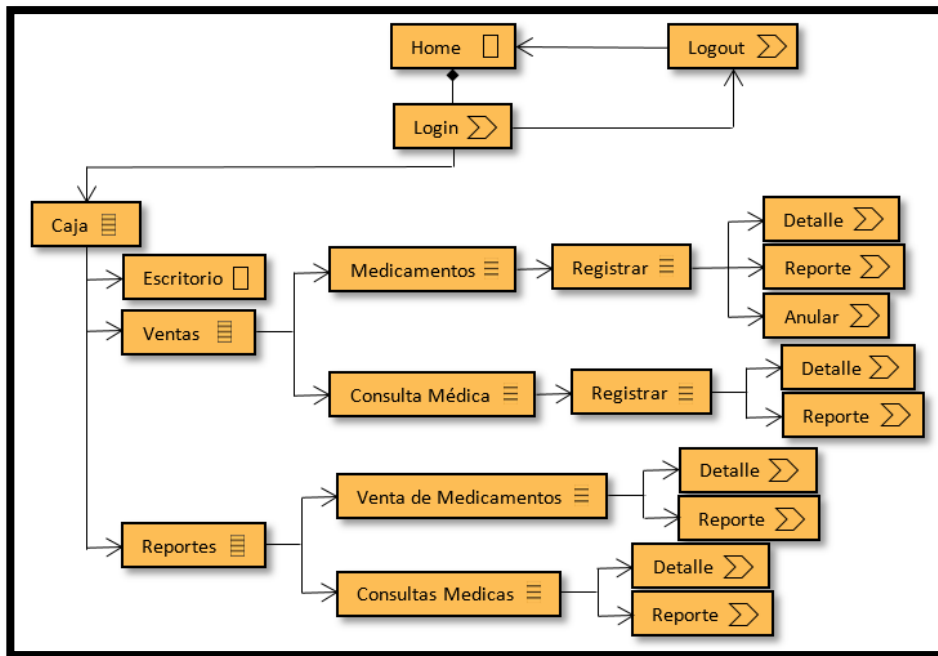 Home
Logout
Login
Caja
Escritorio
Ventas
Medicamentos
Registrar
Detalle
Reporte
Anular
Consulta Médica
Registrar
Detalle
Reporte
Reportes
Venta de Medicamentos
Detalle
Reporte
Consultas Medicas
Detalle
Reporte